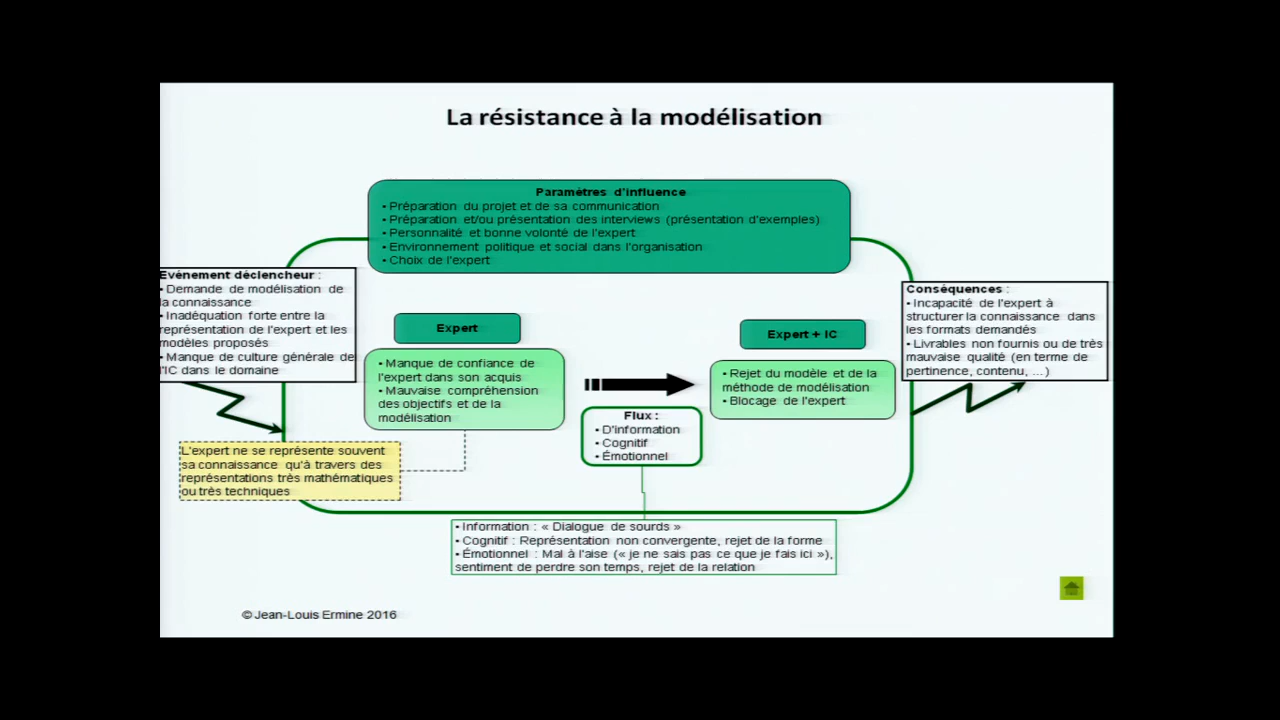 La résistance à la modélisation
Paramètres d'influence
• Préparation du projet et de sa communication
• Préparation et/ou présentation des interviews (présentation d'exemples)
• Personnalité et bonne volonté de l'expert
• Environnement politique et social dans l'organisation
• Choix de l'expert
Evénement déclencheur :
• Demande de modélisation de
la connaissance
• Inadéquation forte entre la
représentation de l'expert et les
modèles proposés
• Manque de culture générale de
l'IC dans le domaine
Expert
• Manque de confiance de
l'expert dans son acquis
• Mauvaise compréhension
des objectifs et de la
modélisation
Flux :
• D'information
• Cognitif
• Émotionnel
Expert + IC
• Rejet du modèle et de la
méthode de modélisation
• Blocage de l'expert
Conséquences :
• Incapacité de l'expert à
structurer la connaissance dans
les formats demandés
• Livrables non fournis ou de très
mauvaise qualité (en terme de
pertinence, contenu, ...)
L'expert ne se représente souvent
sa connaissance qu'à travers des
représentations très mathématiques
ou très techniques
• Information : « Dialogue de sourds »
• Cognitif : Représentation non convergente, rejet de la forme
• Émotionnel : Mal à l'aise (« je ne sais pas ce que je fais ici »),
sentiment de perdre son temps, rejet de la relation
© Jean-Louis Ermine 2016